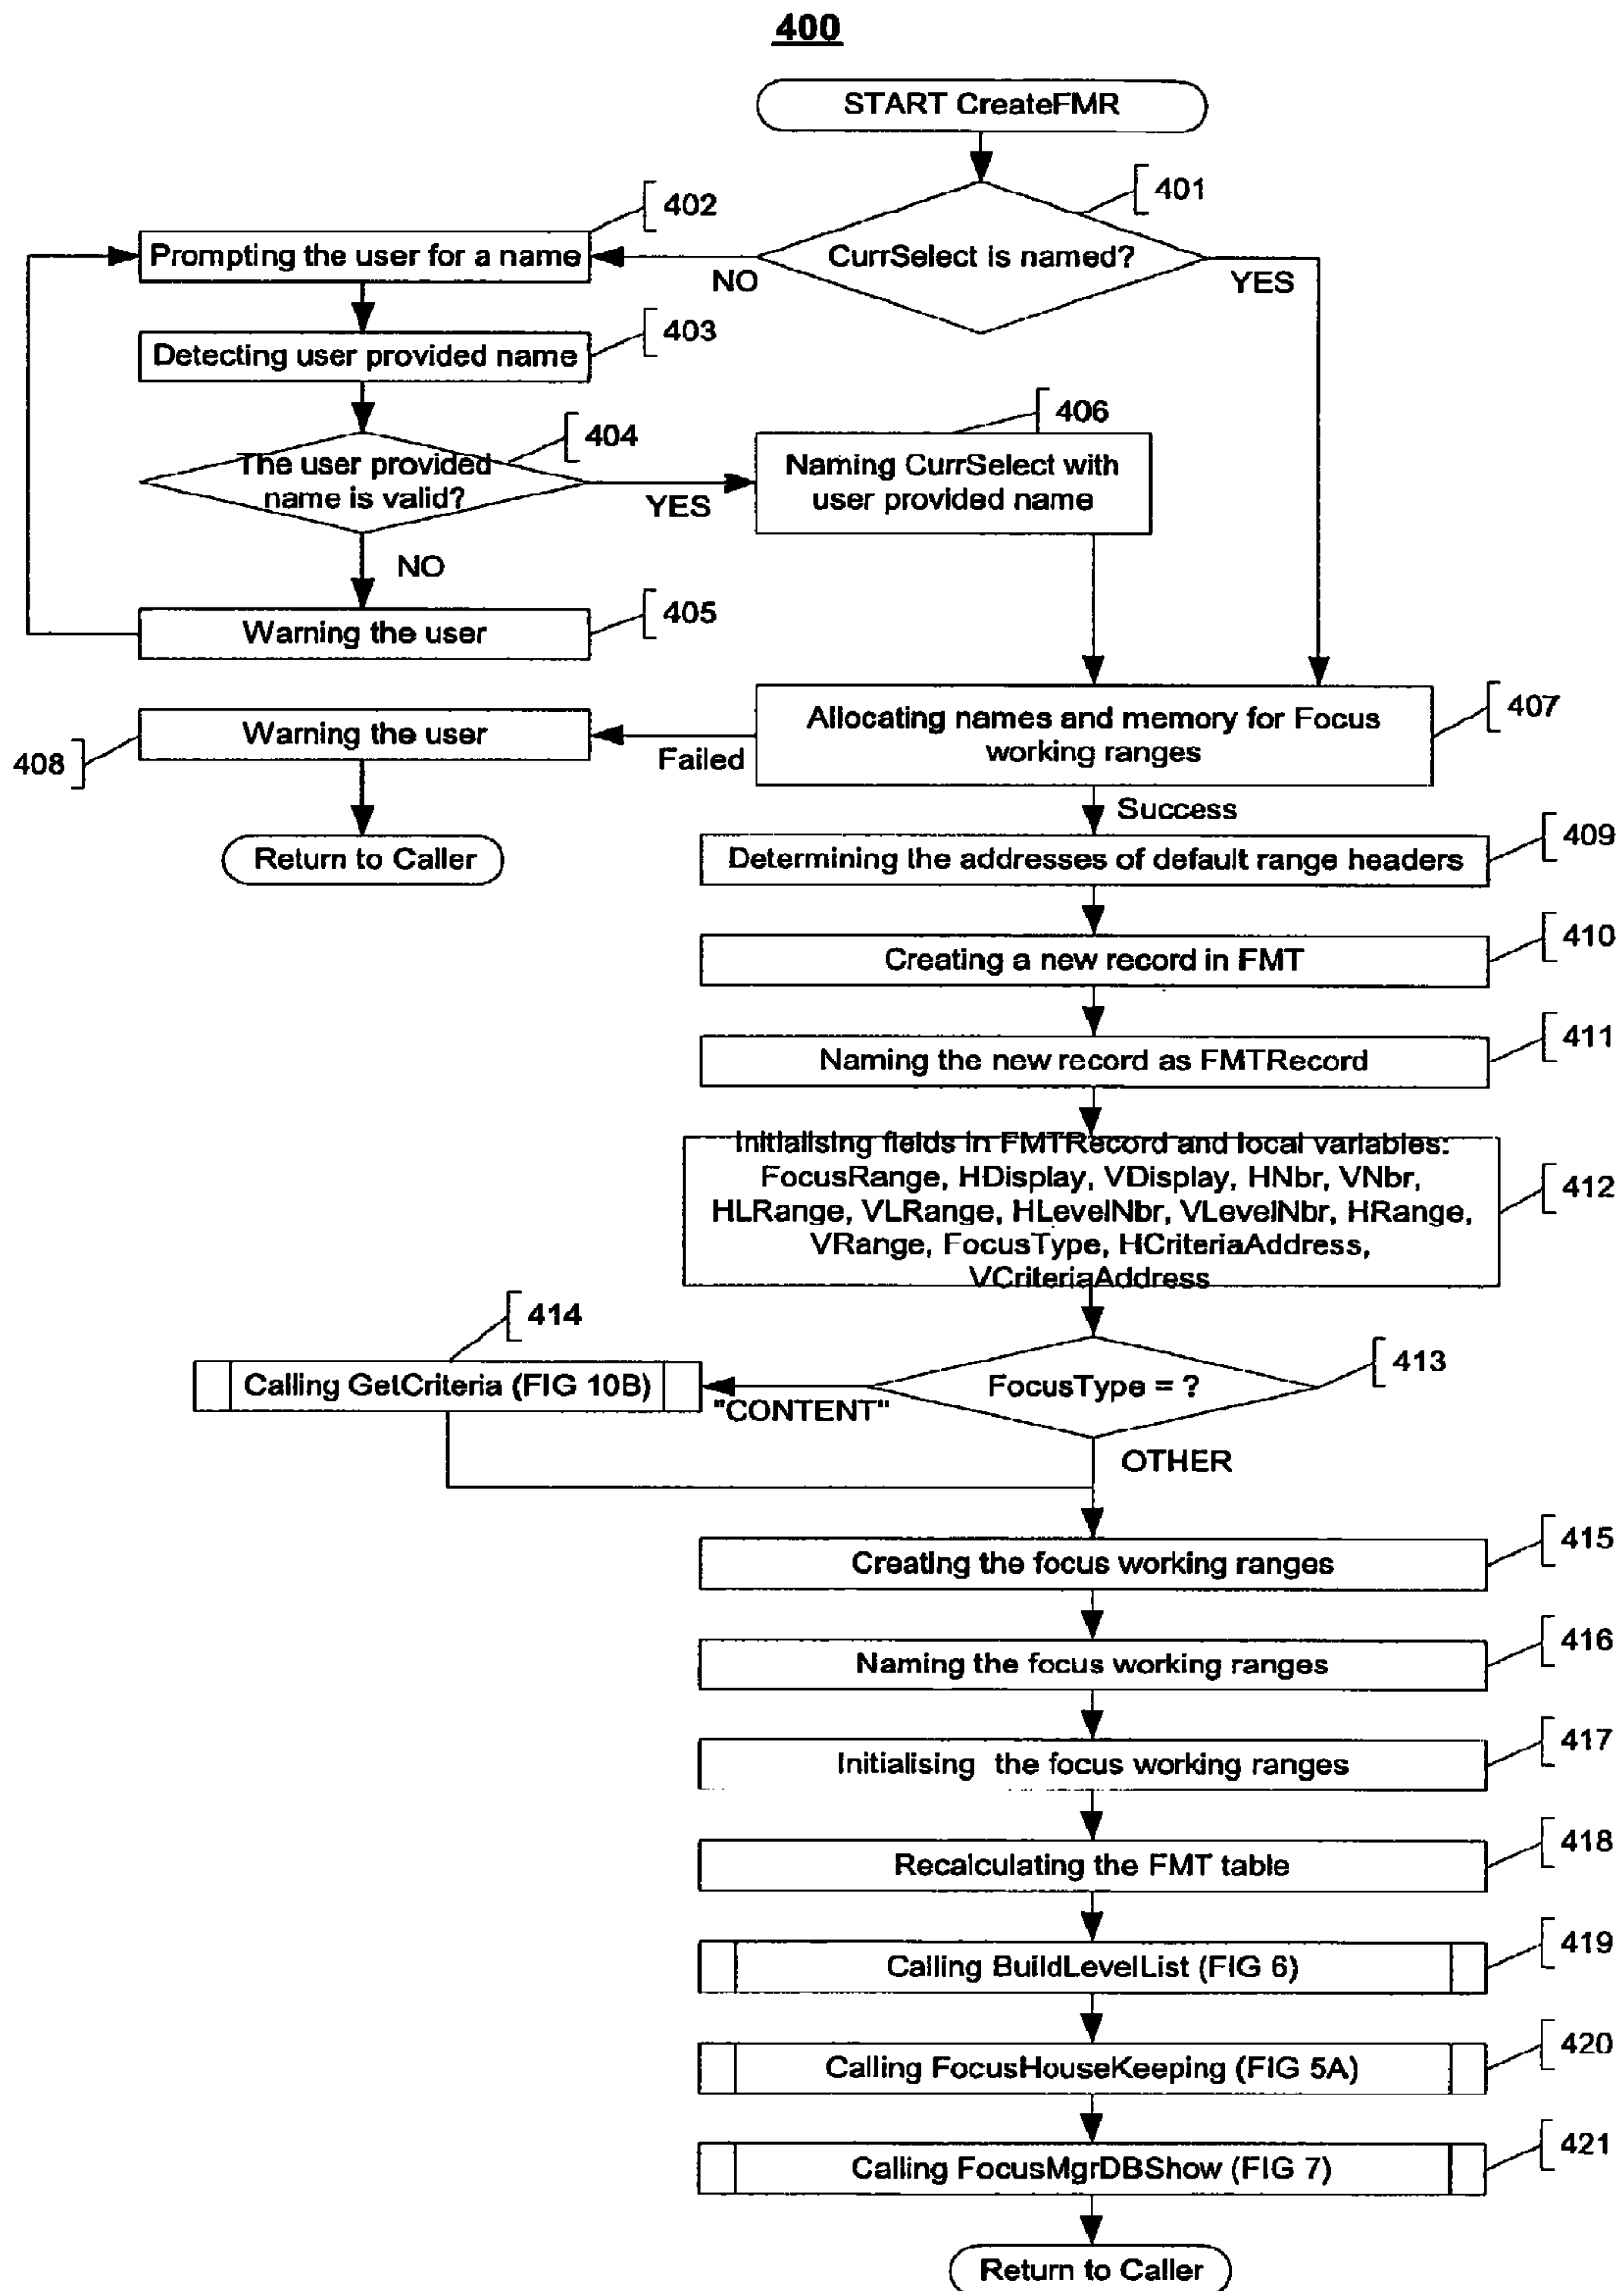 400
START CreateFMR
401
CurrSelect is named?
NO
YES
402
Prompting the user for a name
403
Detecting user provided name
404
The user provided
name is valid?
YES
NO
405
Warning the user
406
Naming CurrSelect with
user provided name
407
Allocating names and memory for Focus
working ranges
Failed
408
Warning the user
Return to Caller
Success
409
Determining the addresses of default range headers
410
Creating a new record in FMT
411
Naming the new record as FMTRecord
412
Initialising fields in FMTRecord and local variables:
FocusRange, HDisplay, VDisplay, HNbr, VNbr,
HLRange, VLRange, HLevelNbr, VLevelNbr, HRange,
VRange, FocusType, HCriteriaAddress,
VCriteriaAddress
413
FocusType = ?
"CONTENT"
OTHER
414
Calling GetCriteria (FIG 10B)
415
Creating the focus working ranges
416
Naming the focus working ranges
417
Initialising the focus working ranges
418
Recalculating the FMT table
419
Calling BuildLevelList (FIG 6)
420
Calling FocusHouseKeeping (FIG 5A)
421
Calling FocusMgrDBShow (FIG 7)
Return to Caller